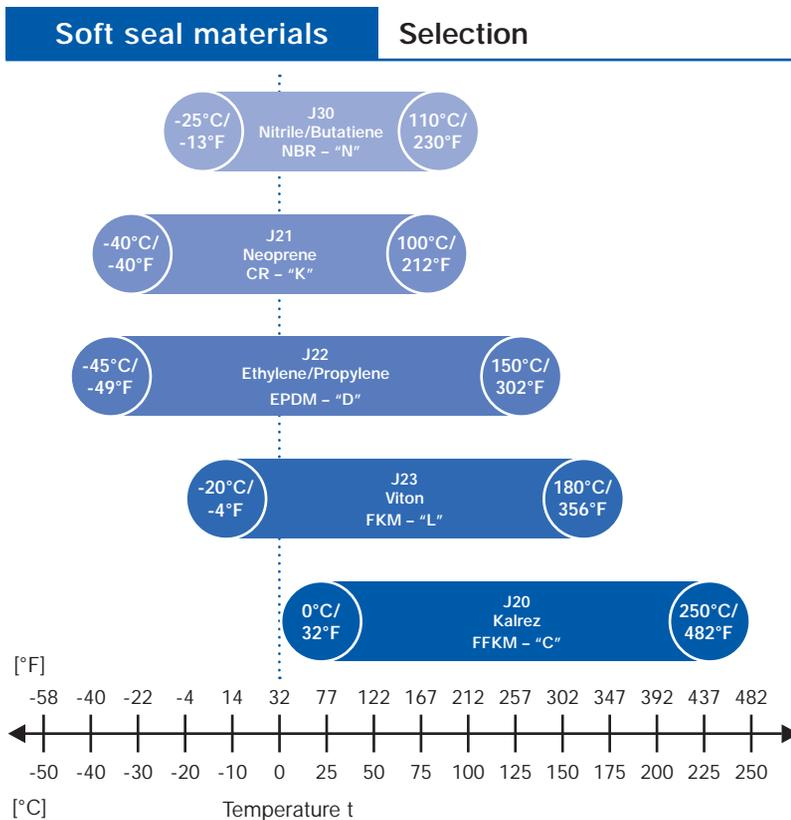 Soft seal materials Selection
-25°C/
-13°F
J30
Nitrile/Butatiene
NBR – “N”
110°C/
230°F
-40°C/
-40°F
J21
Neoprene
CR – “K”
100°C/
212°F
-45°C/
-49°F
J22
Ethylene/Propylene
EPDM – “D”
150°C/
302°F
-20°C/
-4°F
J23
Viton
FKM – “L”
180°C/
356°F
0°C/
32°F
J20
Kalrez
FFKM – “C”
250°C/
482°F
[°F]
-58 -40 -22 -4 14 32 77 122 167 212 257 302 347 392 437 482
-50 -40 -30 -20 -10 0 25 50 75 100 125 150 175 200 225 250
[°C] Temperature t